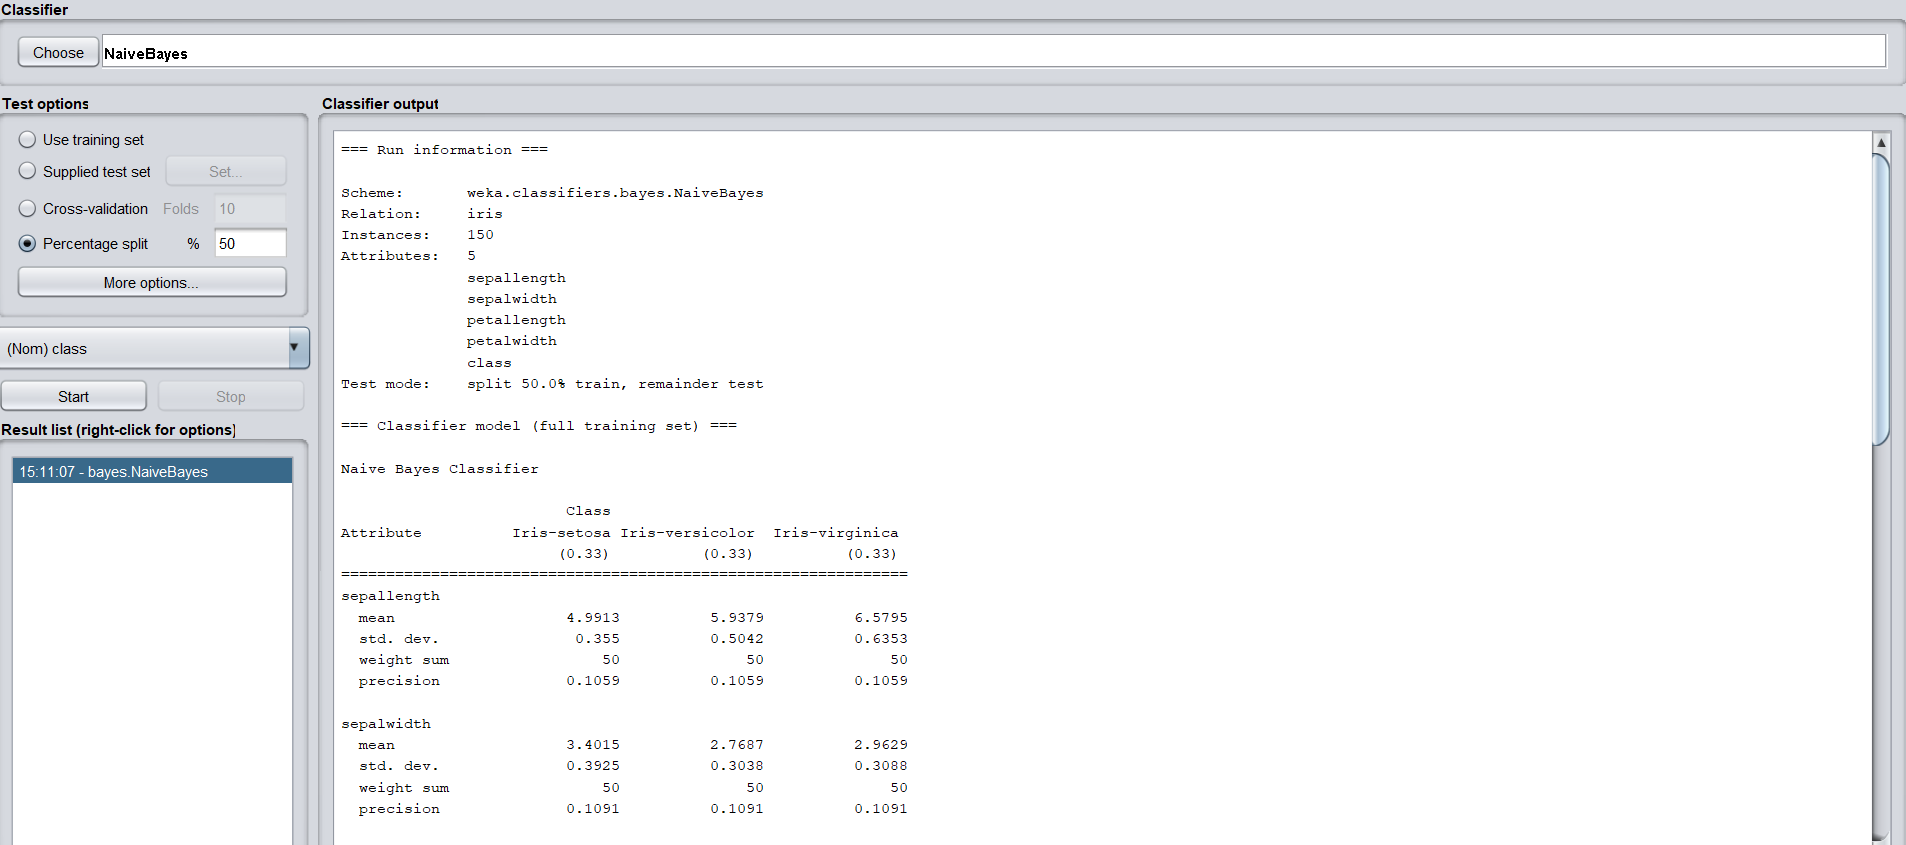 Classifier
Choose NaiveBayes
Test options
Use training set
Supplied test set Set...
Cross-validation Folds 10
Percentage split % 50
More options...
(Nom) class
Start Stop
Result list (right-click for options)
15:11:07 - bayes.NaiveBayes
Classifier output
=== Run information ===
Scheme: weka.classifiers.bayes.NaiveBayes
Relation: iris
Instances: 150
Attributes: 5
sepallength
sepalwidth
petallength
petalwidth
class
Test mode: split 50.0% train, remainder test
=== Classifier model (full training set) ===
Naive Bayes Classifier
Class
Attribute Iris-setosa Iris-versicolor Iris-virginica
(0.33) (0.33) (0.33)
===============================================================
sepallength
mean 4.9913 5.9379 6.5795
std. dev. 0.355 0.5042 0.6353
weight sum 50 50 50
precision 0.1059 0.1059 0.1059
sepalwidth
mean 3.4015 2.7687 2.9629
std. dev. 0.3925 0.3038 0.3088
weight sum 50 50 50
precision 0.1091 0.1091 0.1091